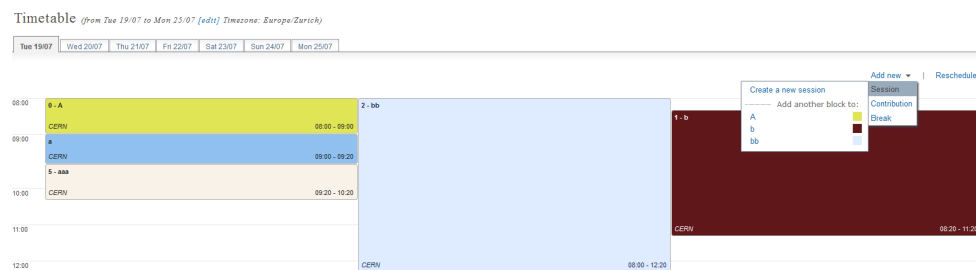 Timetable (from Tue 19/07 to Mon 25/07 [edit] Timezone: Europe/Zurich)
Tue 19/07 Wed 20/07 Thu 21/07 Fri 22/07 Sat 23/07 Sun 24/07 Mon 25/07
Add new | Reschedule
Create a new session
Add another block to:
A
b
bb
Session
Contribution
Break
08:00
09:00
10:00
11:00
12:00
0 - A
CERN 08:00 - 09:00
a
CERN 09:00 - 09:20
5 - aaa
CERN 09:20 - 10:20
2 - bb
CERN 08:00 - 12:20
1 - b
CERN 08:20 - 11:20